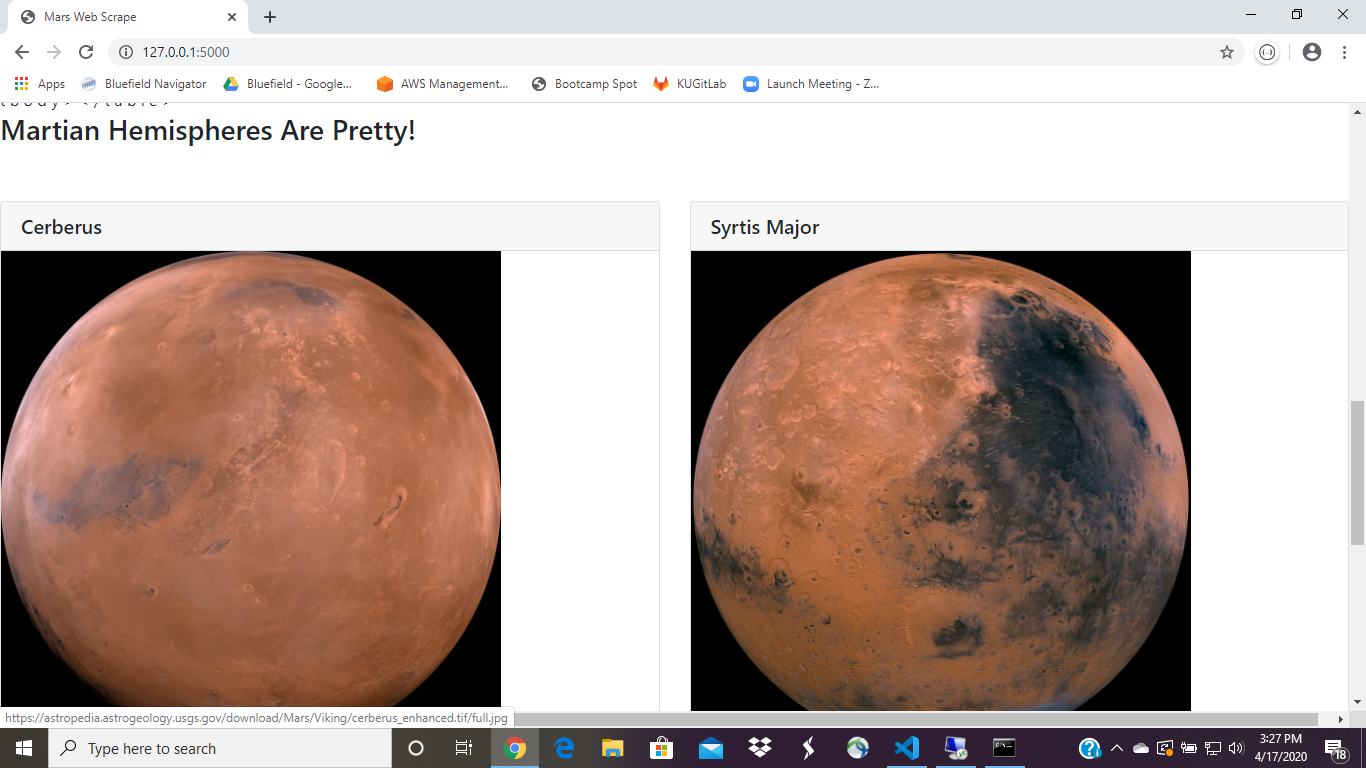 Mars Web Scrape
127.0.0.1:5000
Apps Bluefield Navigator Bluefield - Google... AWS Management... Bootcamp Spot KUGitLab Launch Meeting - Z...
t b o d y > < / t a b l e >
Martian Hemispheres Are Pretty!
Cerberus Syrtis Major
https://astropedia.astrogeology.usgs.gov/download/Mars/Viking/cerberus_enhanced.tif/full.jpg
Type here to search
3:27 PM
4/17/2020
18